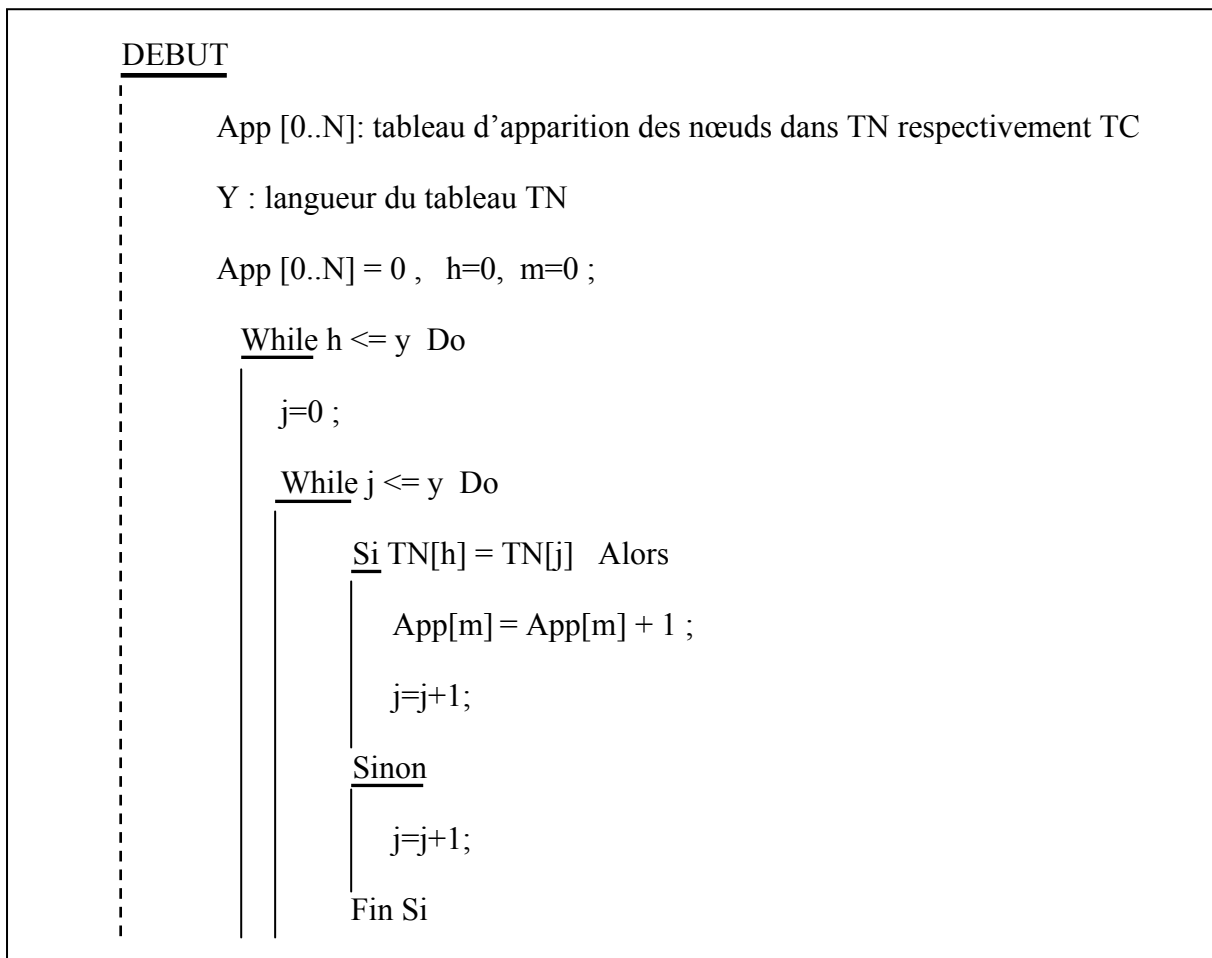 DEBUT
App [0..N]: tableau d'apparition des nœuds dans TN respectivement TC
Y : langueur du tableau TN
App [0..N] = 0 , h=0, m=0 ;
While h <= y Do
j=0 ;
While j <= y Do
Si TN[h] = TN[j] Alors
App[m] = App[m] + 1 ;
j=j+1;
Sinon
j=j+1;
Fin Si